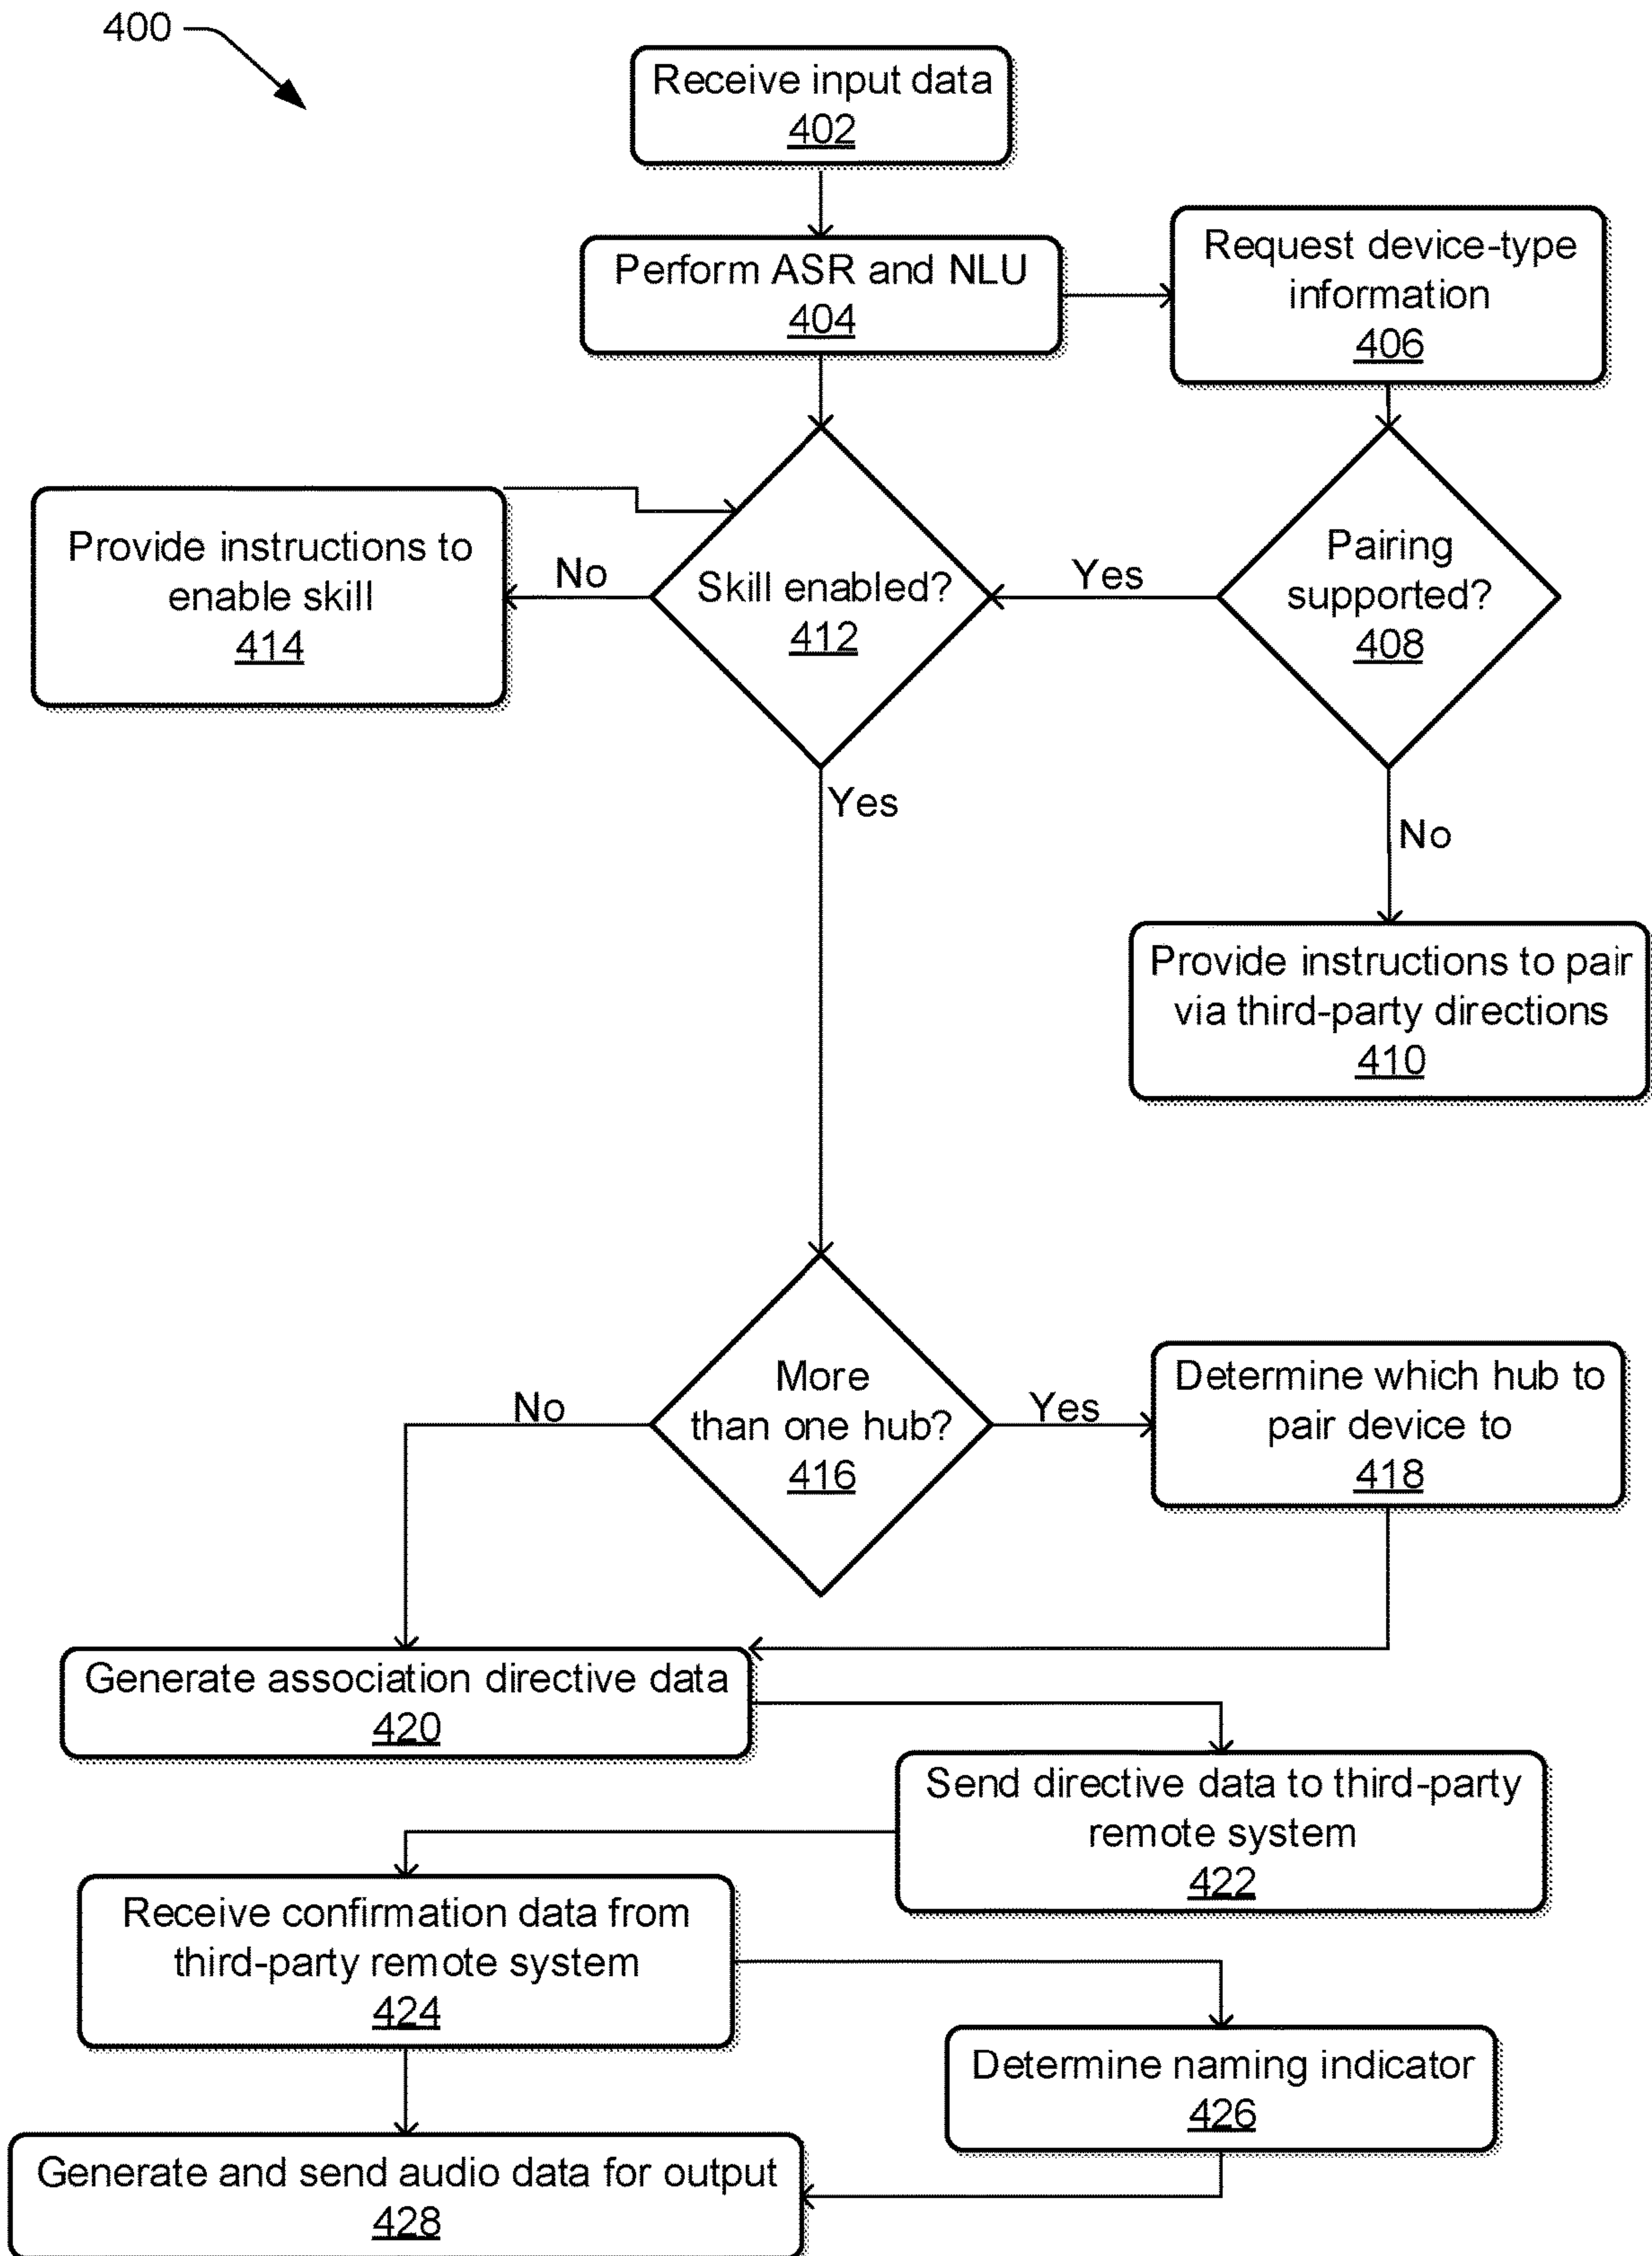 400
Receive input data
402
Perform ASR and NLU
404
Request device-type
information
406
Pairing
supported?
408
Yes
No
Provide instructions to pair
via third-party directions
410
Skill enabled?
412
No
Provide instructions to
enable skill
414
Yes
More
than one hub?
416
Yes
Determine which hub to
pair device to
418
No
Generate association directive data
420
Send directive data to third-party
remote system
422
Receive confirmation data from
third-party remote system
424
Determine naming indicator
426
Generate and send audio data for output
428